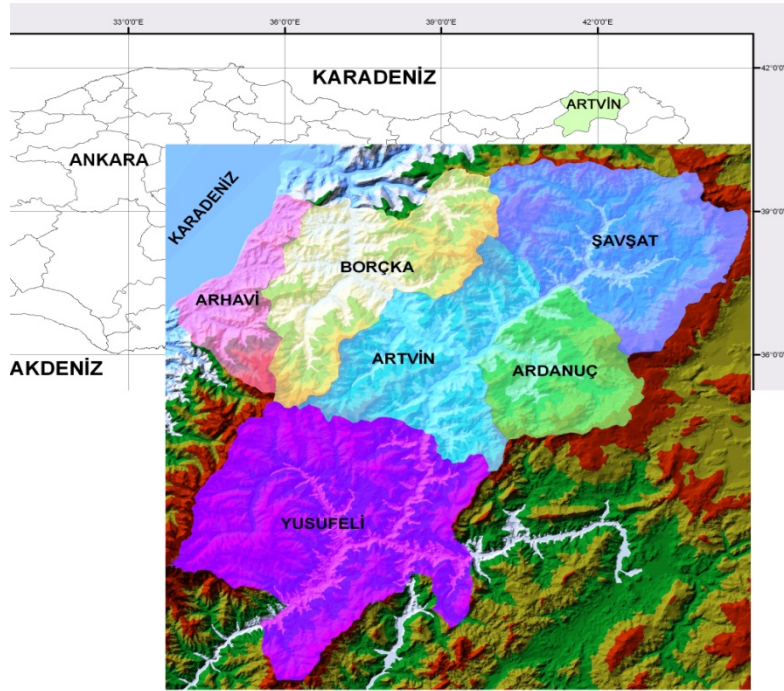 33°0'0"E 36°0'0"E 39°0'0"E 42°0'0"E
42°0'0"
KARADENİZ
ARTVİN
ANKARA
KARADENİZ
39°0'0"
ŞAVŞAT
BORÇKA
ARHAVİ
ARTVİN
36°0'0"
AKDENİZ
ARDANUÇ
YUSUFELİ